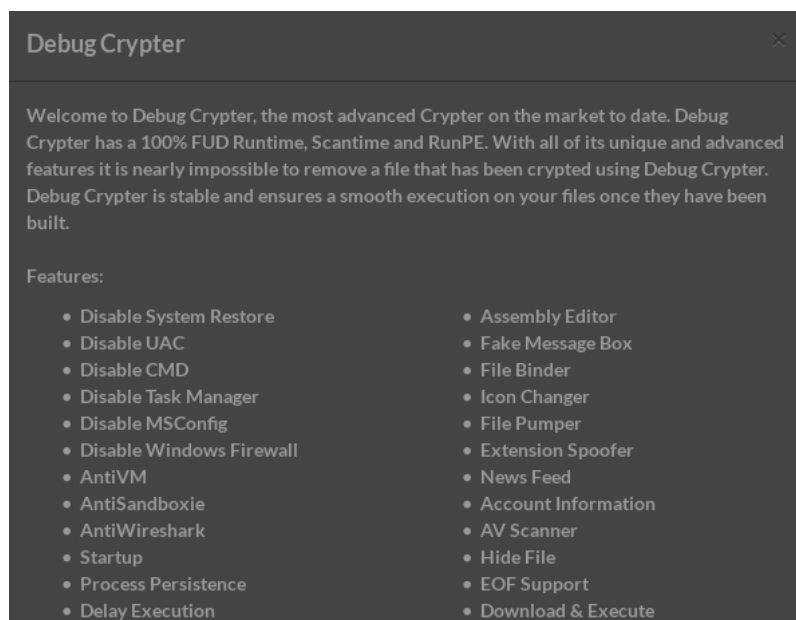 Debug Crypter
×
Welcome to Debug Crypter, the most advanced Crypter on the market to date. Debug
Crypter has a 100% FUD Runtime, Scantime and RunPE. With all of its unique and advanced
features it is nearly impossible to remove a file that has been crypted using Debug Crypter.
Debug Crypter is stable and ensures a smooth execution on your files once they have been
built.
Features:
• Disable System Restore
• Disable UAC
• Disable CMD
• Disable Task Manager
• Disable MSConfig
• Disable Windows Firewall
• AntiVM
• AntiSandboxie
• AntiWireshark
• Startup
• Process Persistence
• Delay Execution
• Assembly Editor
• Fake Message Box
• File Binder
• Icon Changer
• File Pumper
• Extension Spoofer
• News Feed
• Account Information
• AV Scanner
• Hide File
• EOF Support
• Download & Execute